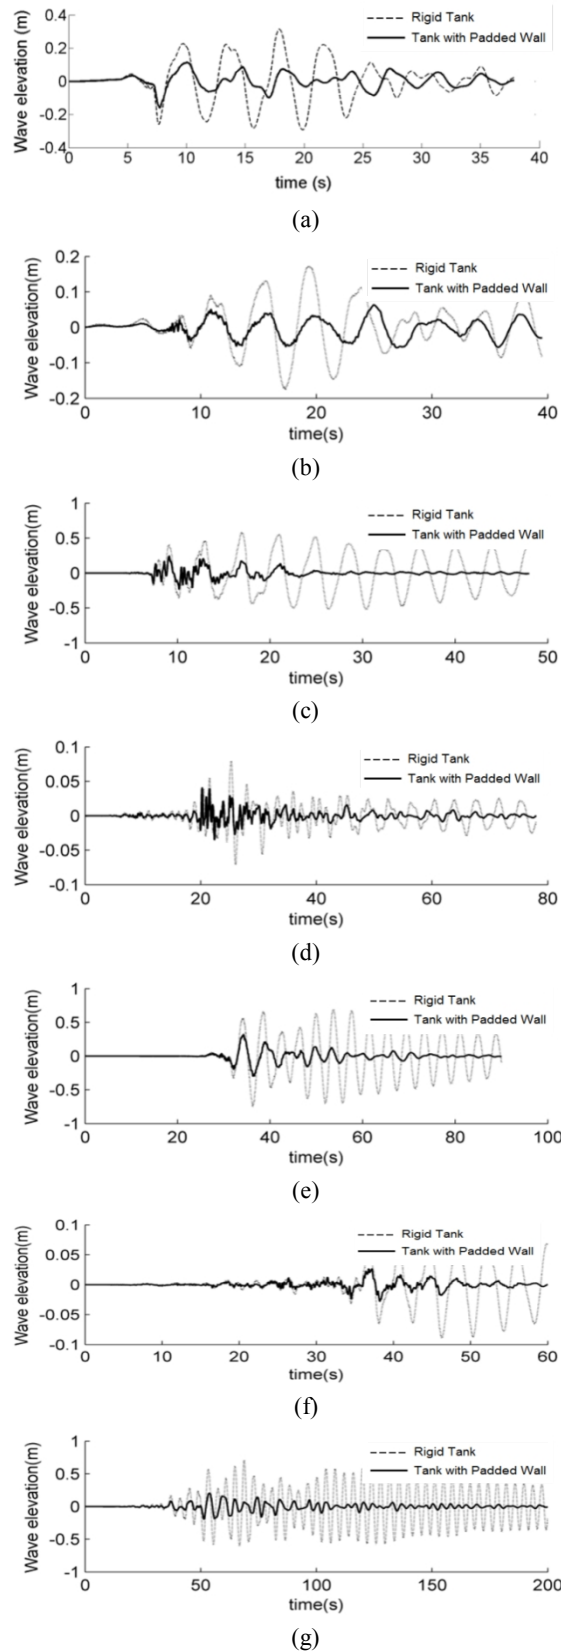 Wave elevation (m)
0.4
0.2
0
-0.2
-0.4
Rigid Tank
Tank with Padded Wall
0 5 10 15 20 25 30 35 40
time (s)
(a)
Wave elevation(m)
0.2
0.1
0
-0.1
-0.2
Rigid Tank
Tank with Padded Wall
0 10 20 30 40
time(s)
(b)
Wave elevation(m)
1
0.5
0
-0.5
-1
Rigid Tank
Tank with Padded Wall
0 10 20 30 40 50
time(s)
(c)
Wave elevation(m)
0.1
0.05
0
-0.05
-0.1
Rigid Tank
Tank with Padded Wall
0 20 40 60 80
time(s)
(d)
Wave elevation(m)
1
0.5
0
-0.5
-1
Rigid Tank
Tank with Padded Wall
0 20 40 60 80 100
time(s)
(e)
Wave elevation(m)
0.1
0.05
0
-0.05
-0.1
Rigid Tank
Tank with Padded Wall
0 10 20 30 40 50 60
time(s)
(f)
Wave elevation(m)
1
0.5
0
-0.5
-1
Rigid Tank
Tank with Padded Wall
0 50 100 150 200
time(s)
(g)